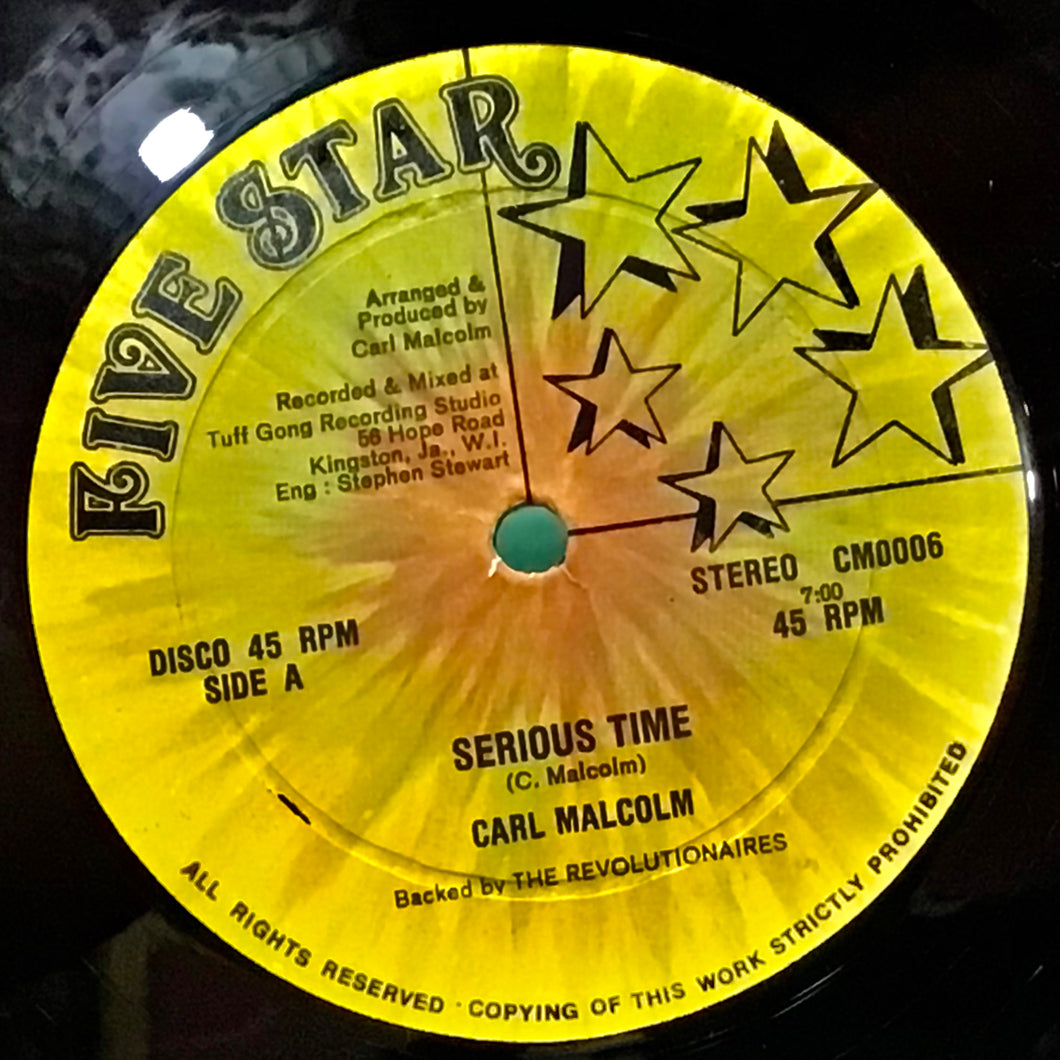 FIVE STAR
Arranged &
Produced by
Carl Malcolm
Recorded & Mixed at
Tuff Gong Recording Studio
56 Hope Road
Kingston, Ja., W.I.
Eng : Stephen Stewart
STEREO CM0006
7:00
45 RPM
DISCO 45 RPM
SIDE A
SERIOUS TIME
(C. Malcolm)
CARL MALCOLM
Backed by THE REVOLUTIONAIRES
ALL RIGHTS RESERVED · COPYING OF THIS WORK STRICTLY PROHIBITED